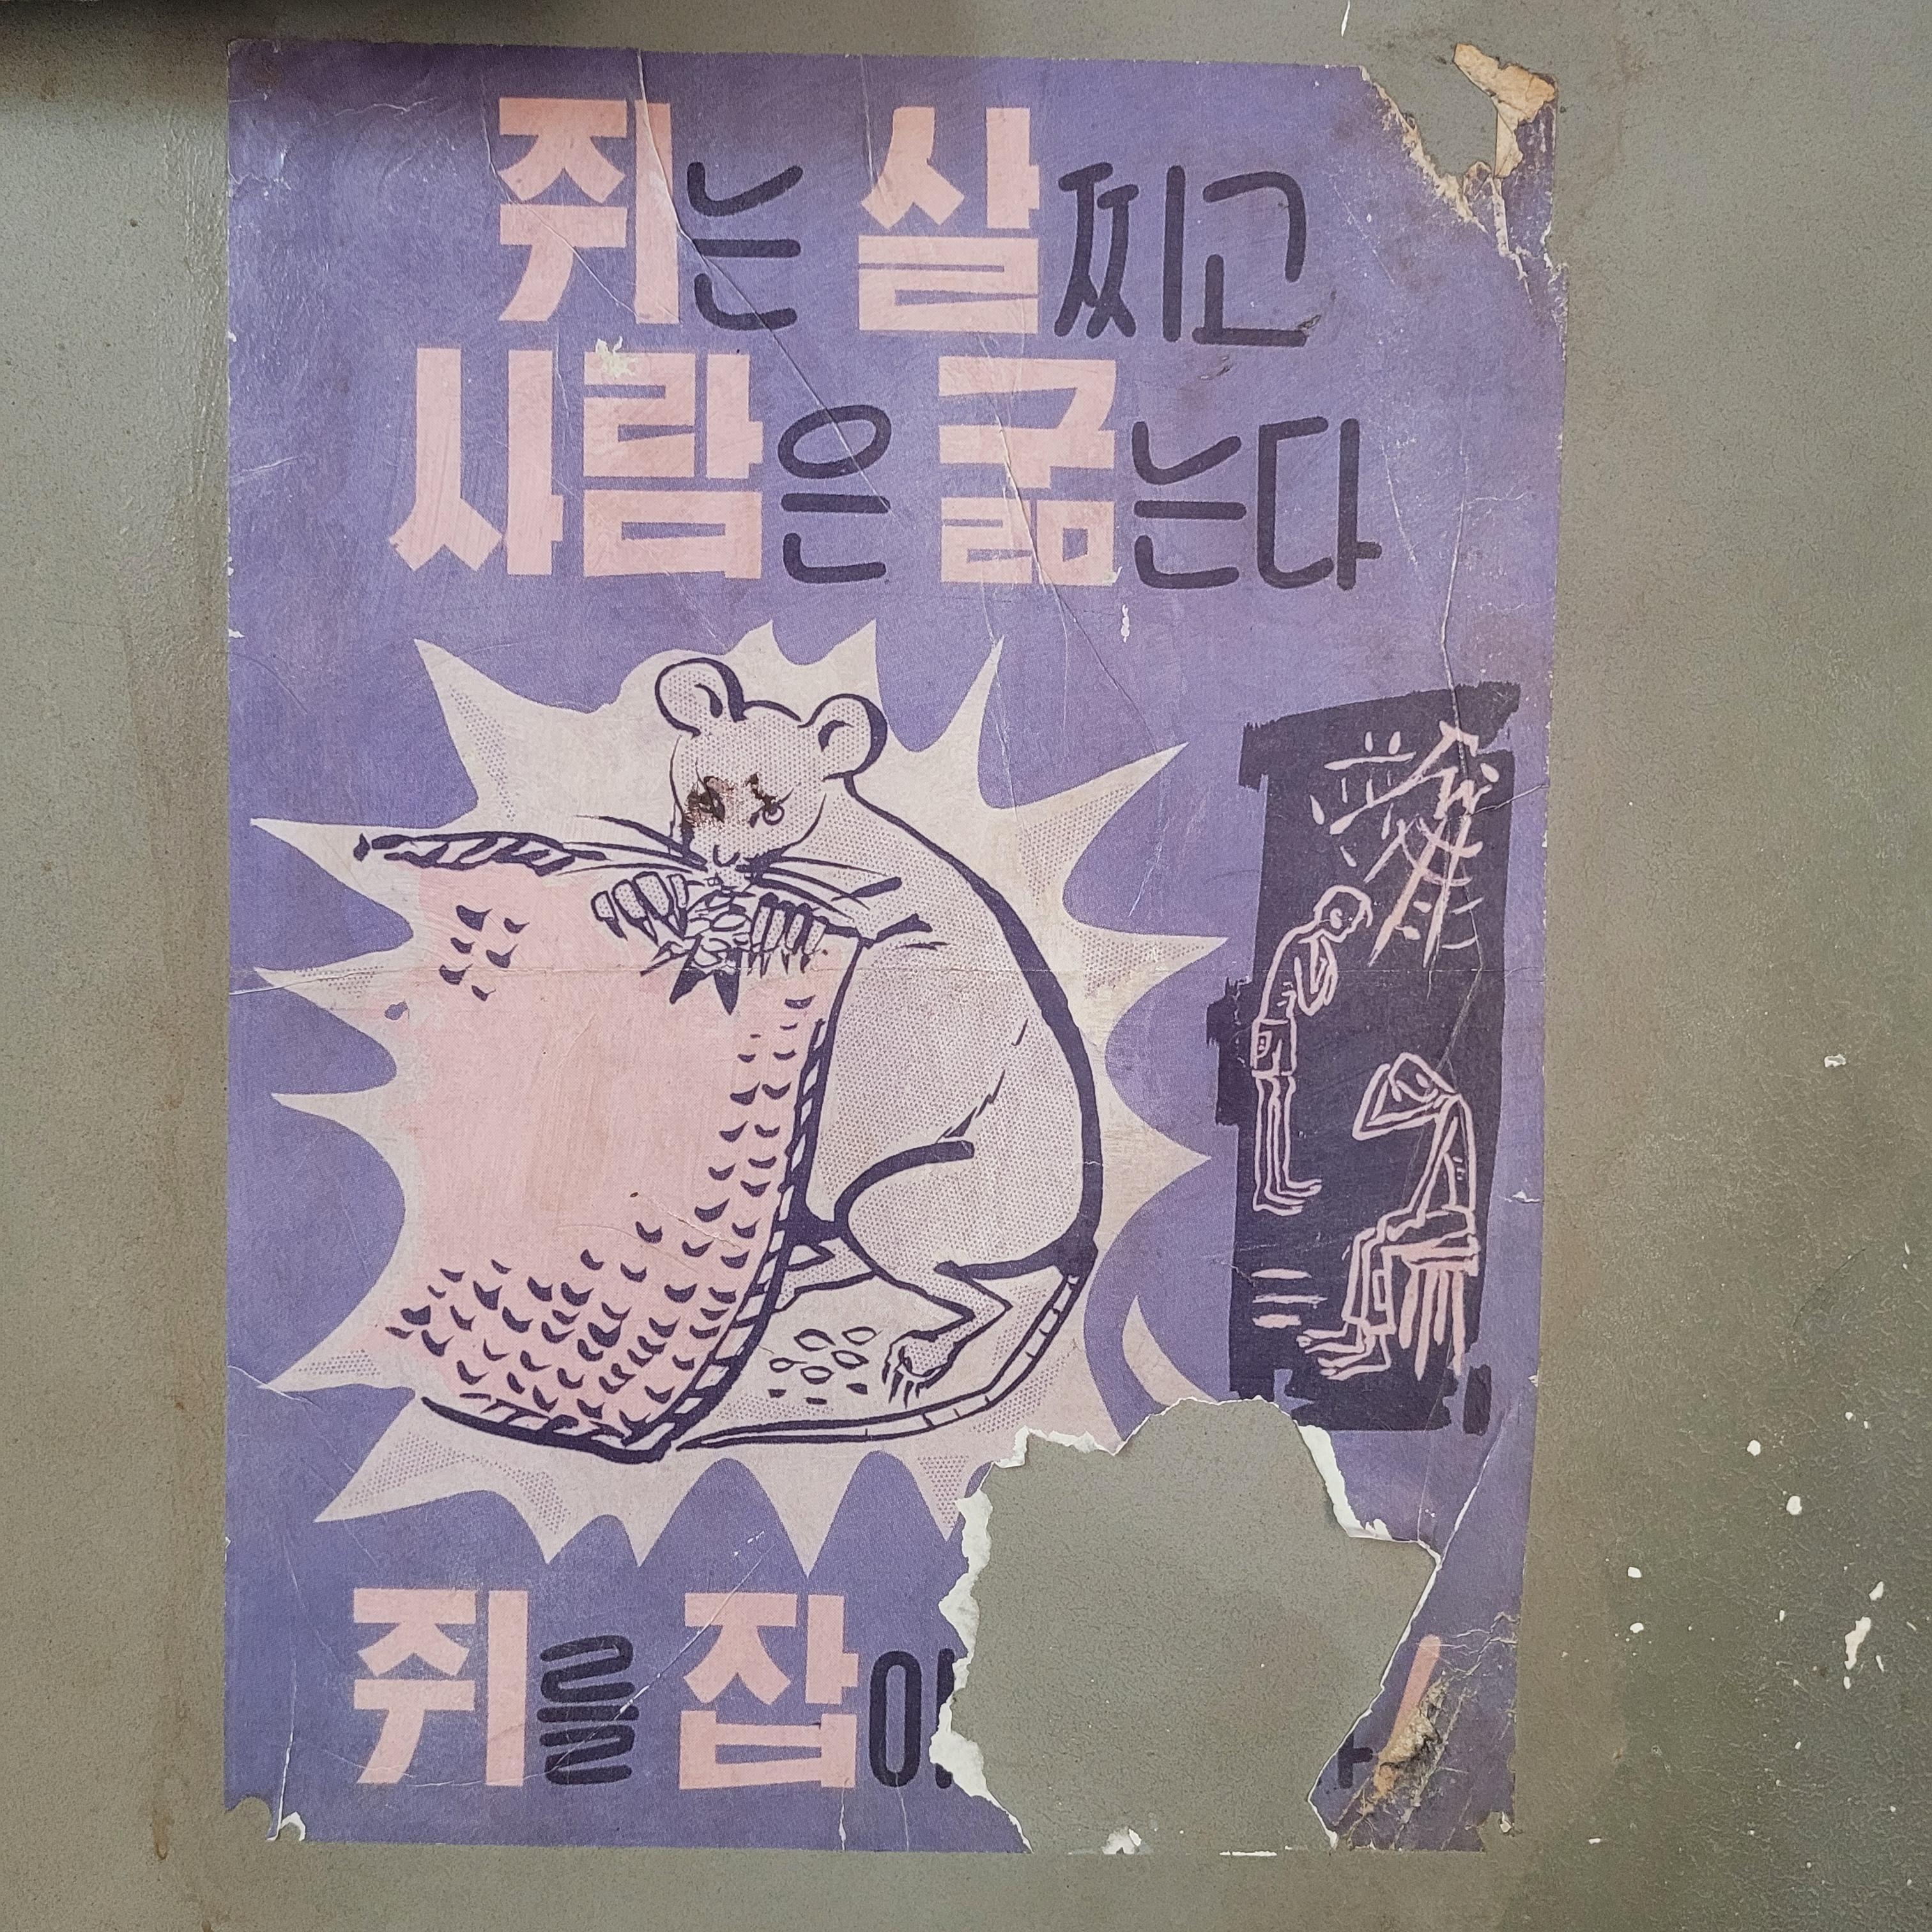 쥐는 살찌고
사람은 굶는다
쥐를 잡아